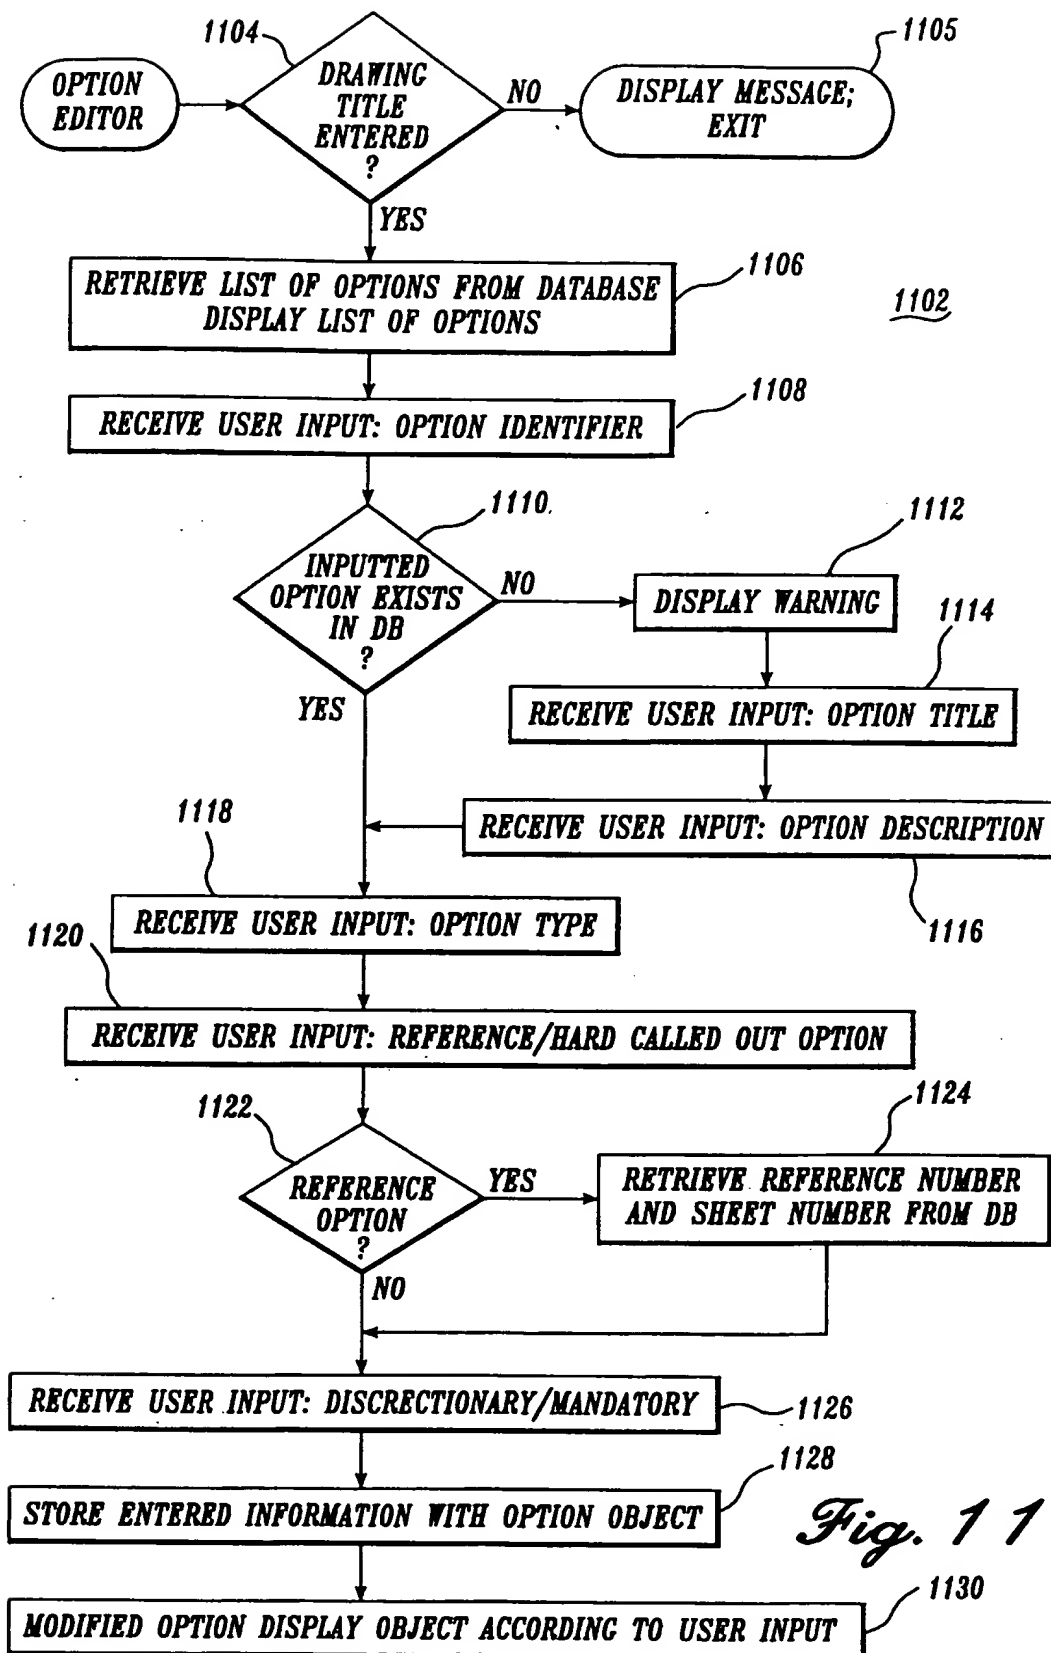 1104
1105
OPTION
EDITOR
DRAWING
TITLE
ENTERED
?
NO
DISPLAY MESSAGE;
EXIT
YES
RETRIEVE LIST OF OPTIONS FROM DATABASE
DISPLAY LIST OF OPTIONS
1106
1102
RECEIVE USER INPUT: OPTION IDENTIFIER
1108
1110
INPUTTED
OPTION EXISTS
IN DB
?
NO
1112
DISPLAY WARNING
1114
YES
RECEIVE USER INPUT: OPTION TITLE
RECEIVE USER INPUT: OPTION DESCRIPTION
1116
1118
RECEIVE USER INPUT: OPTION TYPE
1120
RECEIVE USER INPUT: REFERENCE/HARD CALLED OUT OPTION
1122
REFERENCE
OPTION
?
YES
1124
RETRIEVE REFERENCE NUMBER
AND SHEET NUMBER FROM DB
NO
RECEIVE USER INPUT: DISCRECTIONARY/MANDATORY
1126
1128
STORE ENTERED INFORMATION WITH OPTION OBJECT
Fig. 11
1130
MODIFIED OPTION DISPLAY OBJECT ACCORDING TO USER INPUT